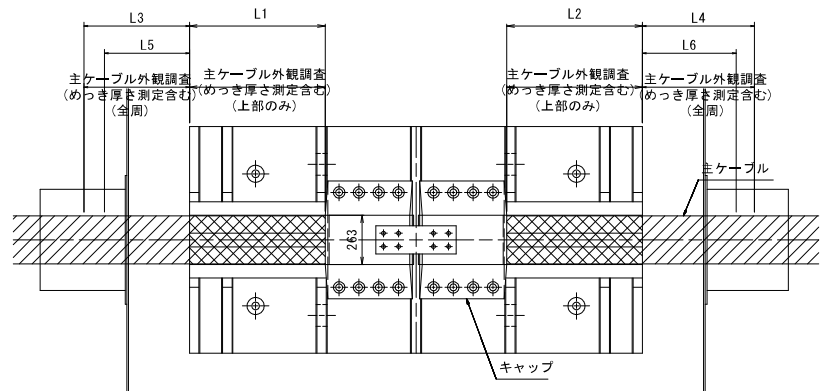 L3
L1
L2
L4
L5
L6
主ケーブル外観調査
(めっき厚さ測定含む)
(全周)
主ケーブル外観調査
(めっき厚さ測定含む)
(上部のみ)
主ケーブル外観調査
(めっき厚さ測定含む)
(上部のみ)
主ケーブル外観調査
(めっき厚さ測定含む)
(全周)
主ケーブル
263
キャップ